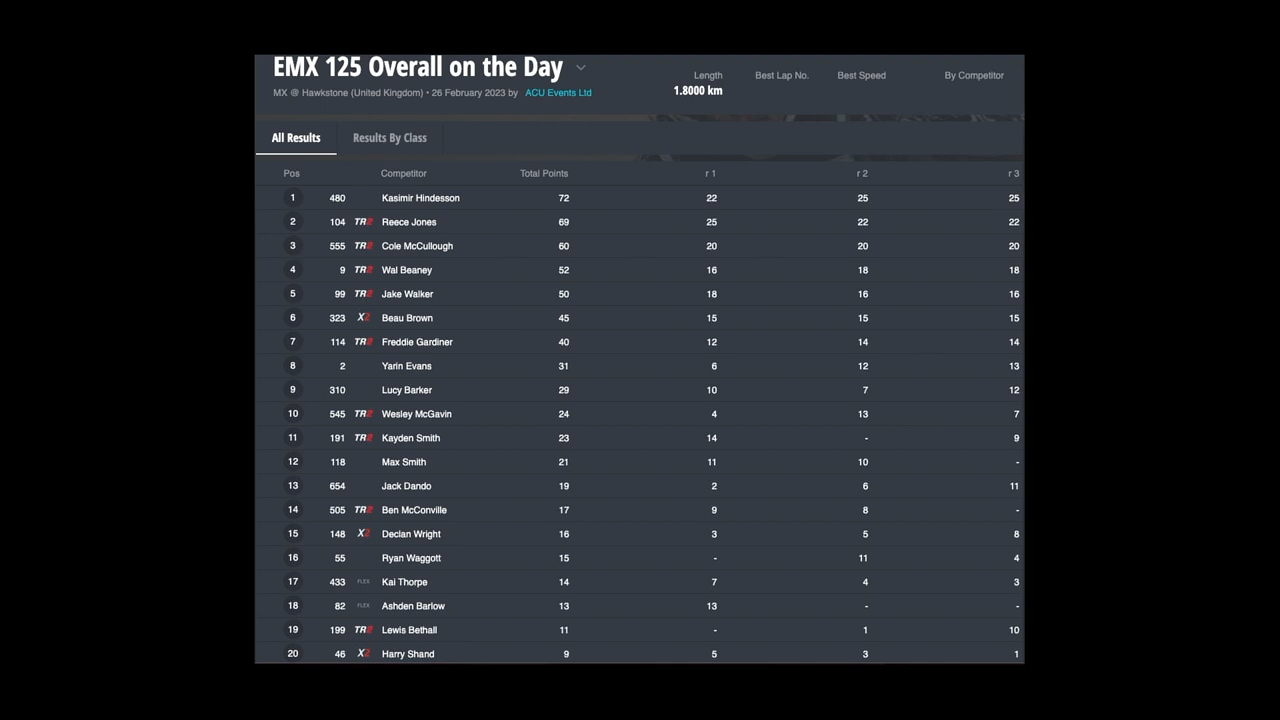 EMX 125 Overall on the Day
MX @ Hawkstone (United Kingdom) • 26 February 2023 by ACU Events Ltd
Length Best Lap No. Best Speed By Competitor
1.8000 km
All Results Results By Class
Pos Competitor Total Points r 1 r 2 r 3
1 480 Kasimir Hindesson 72 22 25 25
2 104 TR2 Reece Jones 69 25 22 22
3 555 TR2 Cole McCullough 60 20 20 20
4 9 TR2 Wal Beaney 52 16 18 18
5 99 TR2 Jake Walker 50 18 16 16
6 323 X2 Beau Brown 45 15 15 15
7 114 TR2 Freddie Gardiner 40 12 14 14
8 2 Yarin Evans 31 6 12 13
9 310 Lucy Barker 29 10 7 12
10 545 TR2 Wesley McGavin 24 4 13 7
11 191 TR2 Kayden Smith 23 14 - 9
12 118 Max Smith 21 11 10 -
13 654 Jack Dando 19 2 6 11
14 505 TR2 Ben McConville 17 9 8 -
15 148 X2 Declan Wright 16 3 5 8
16 55 Ryan Waggott 15 - 11 4
17 433 FLEX Kai Thorpe 14 7 4 3
18 82 FLEX Ashden Barlow 13 13 - -
19 199 TR2 Lewis Bethall 11 - 1 10
20 46 X2 Harry Shand 9 5 3 1